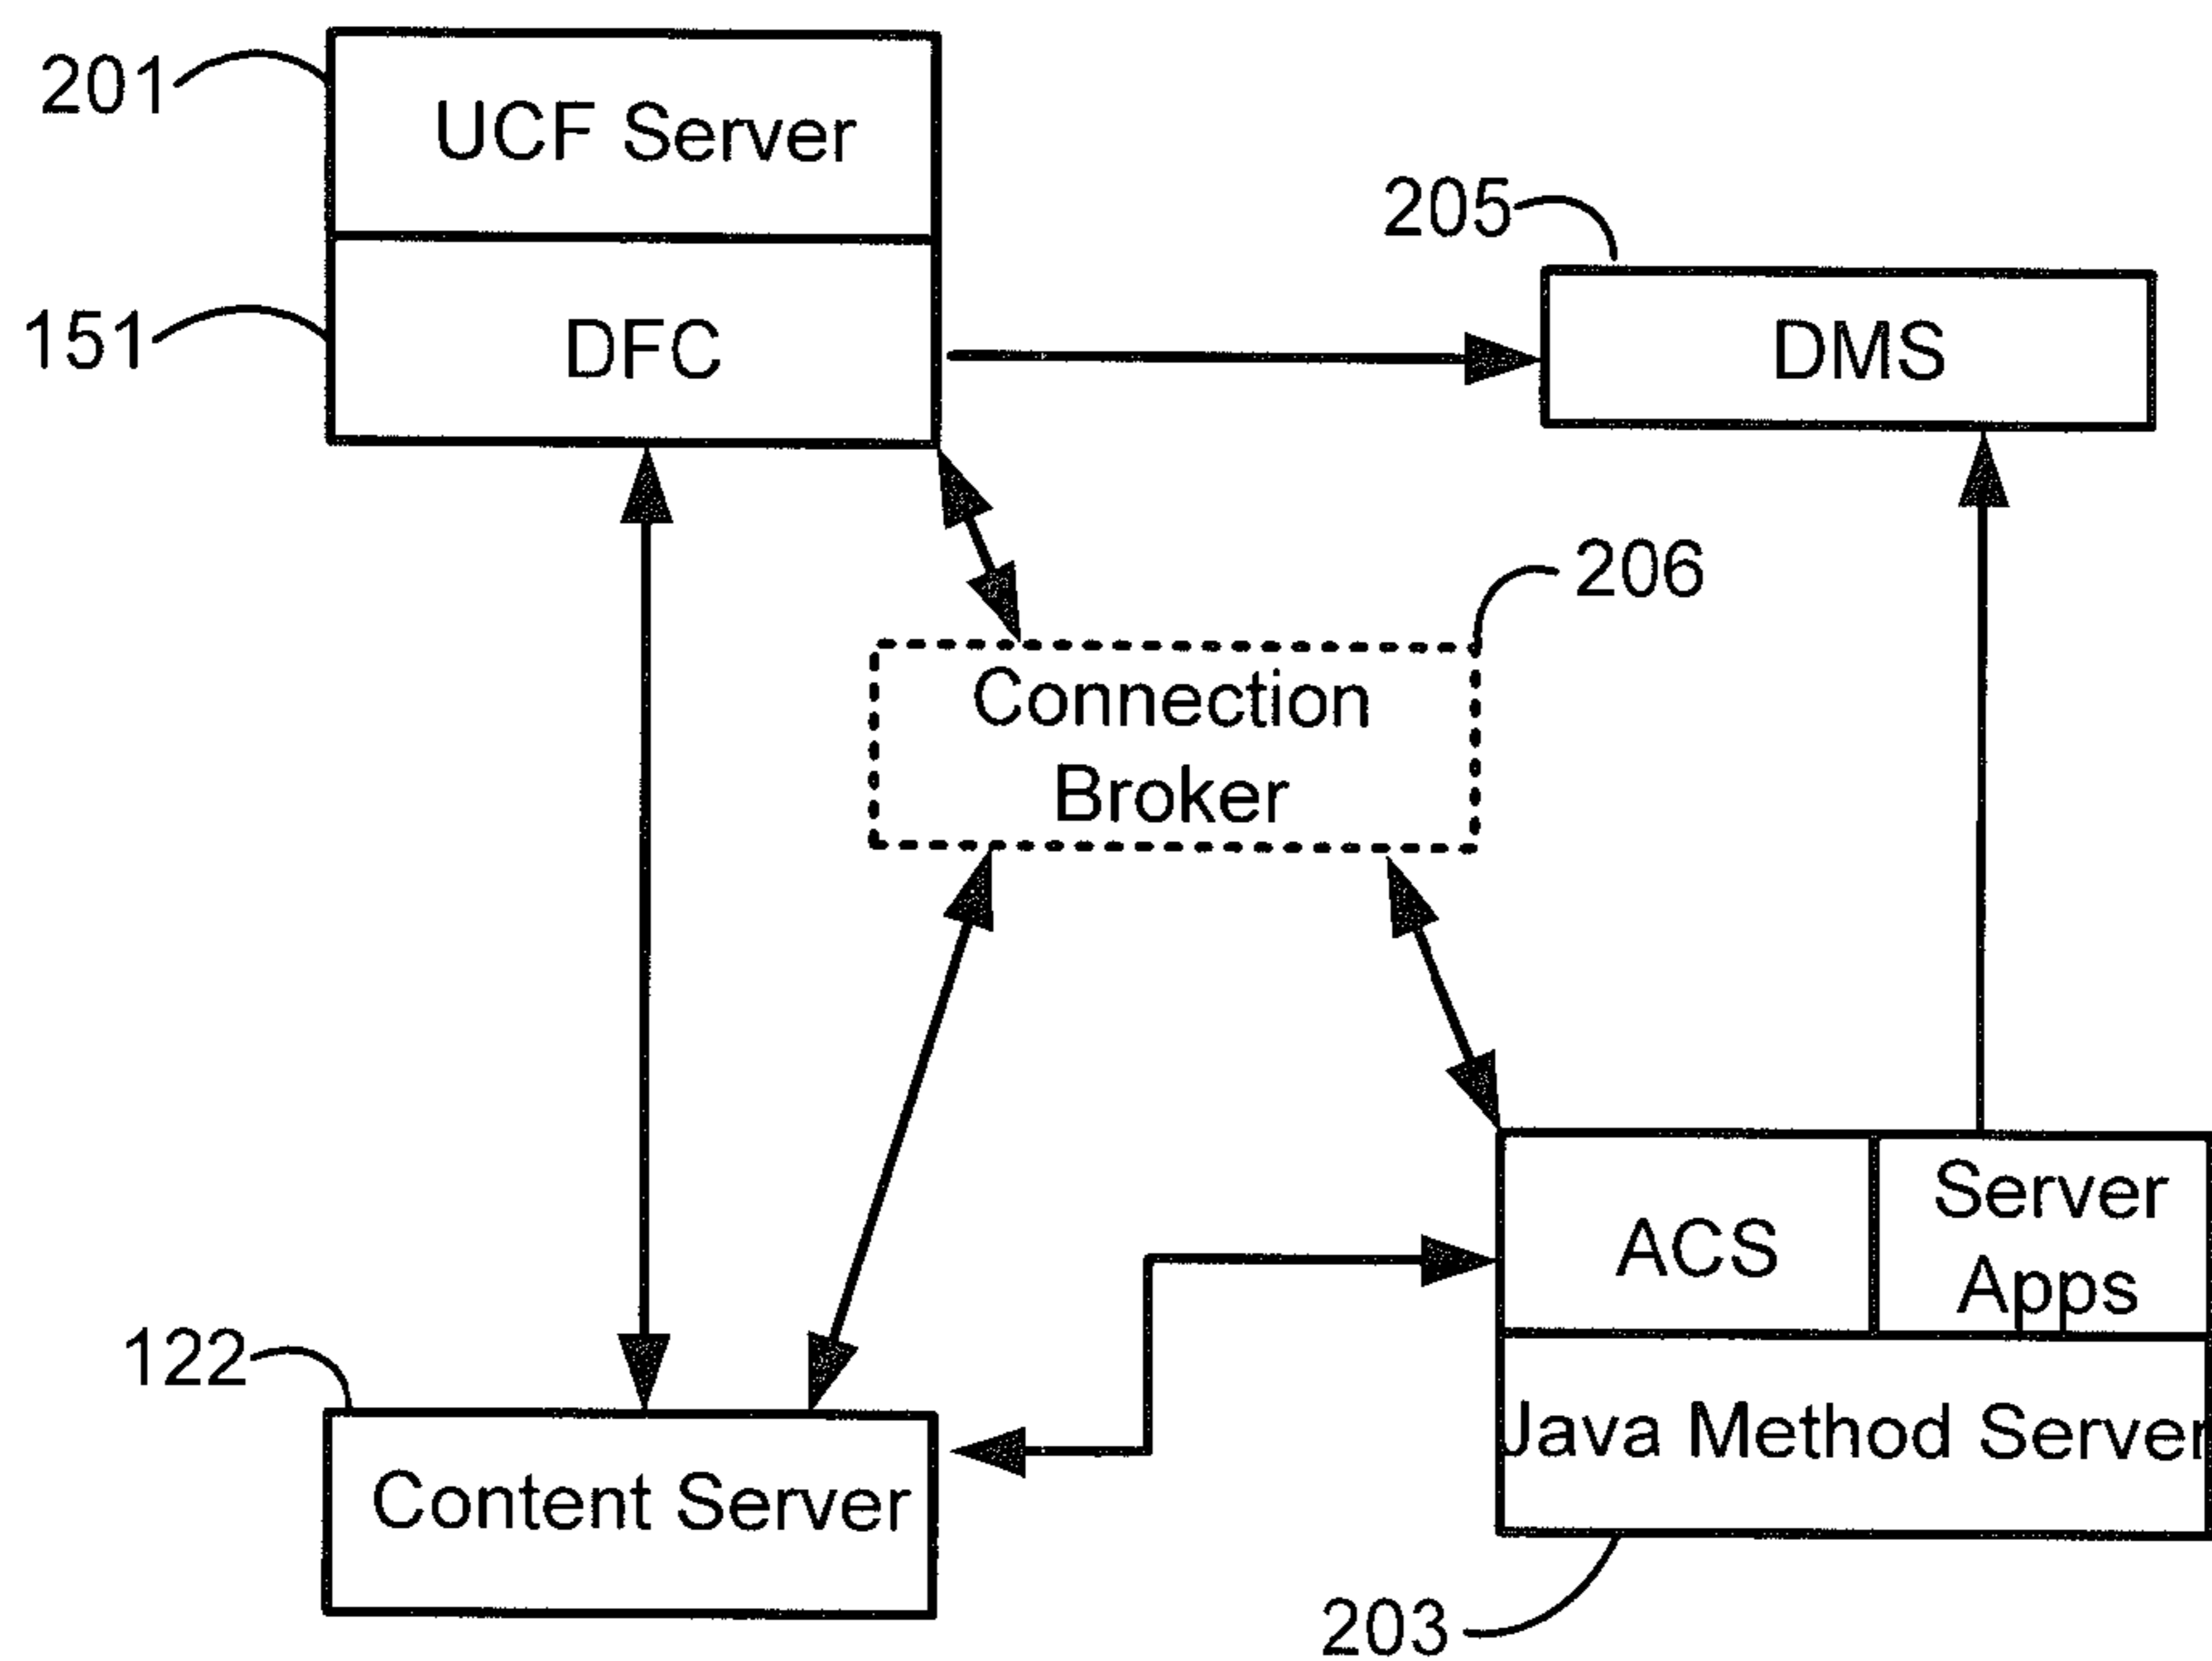 201
UCF Server
151
DFC
205
DMS
206
Connection
Broker
ACS
Server
Apps
122
Java Method Server
Content Server
203